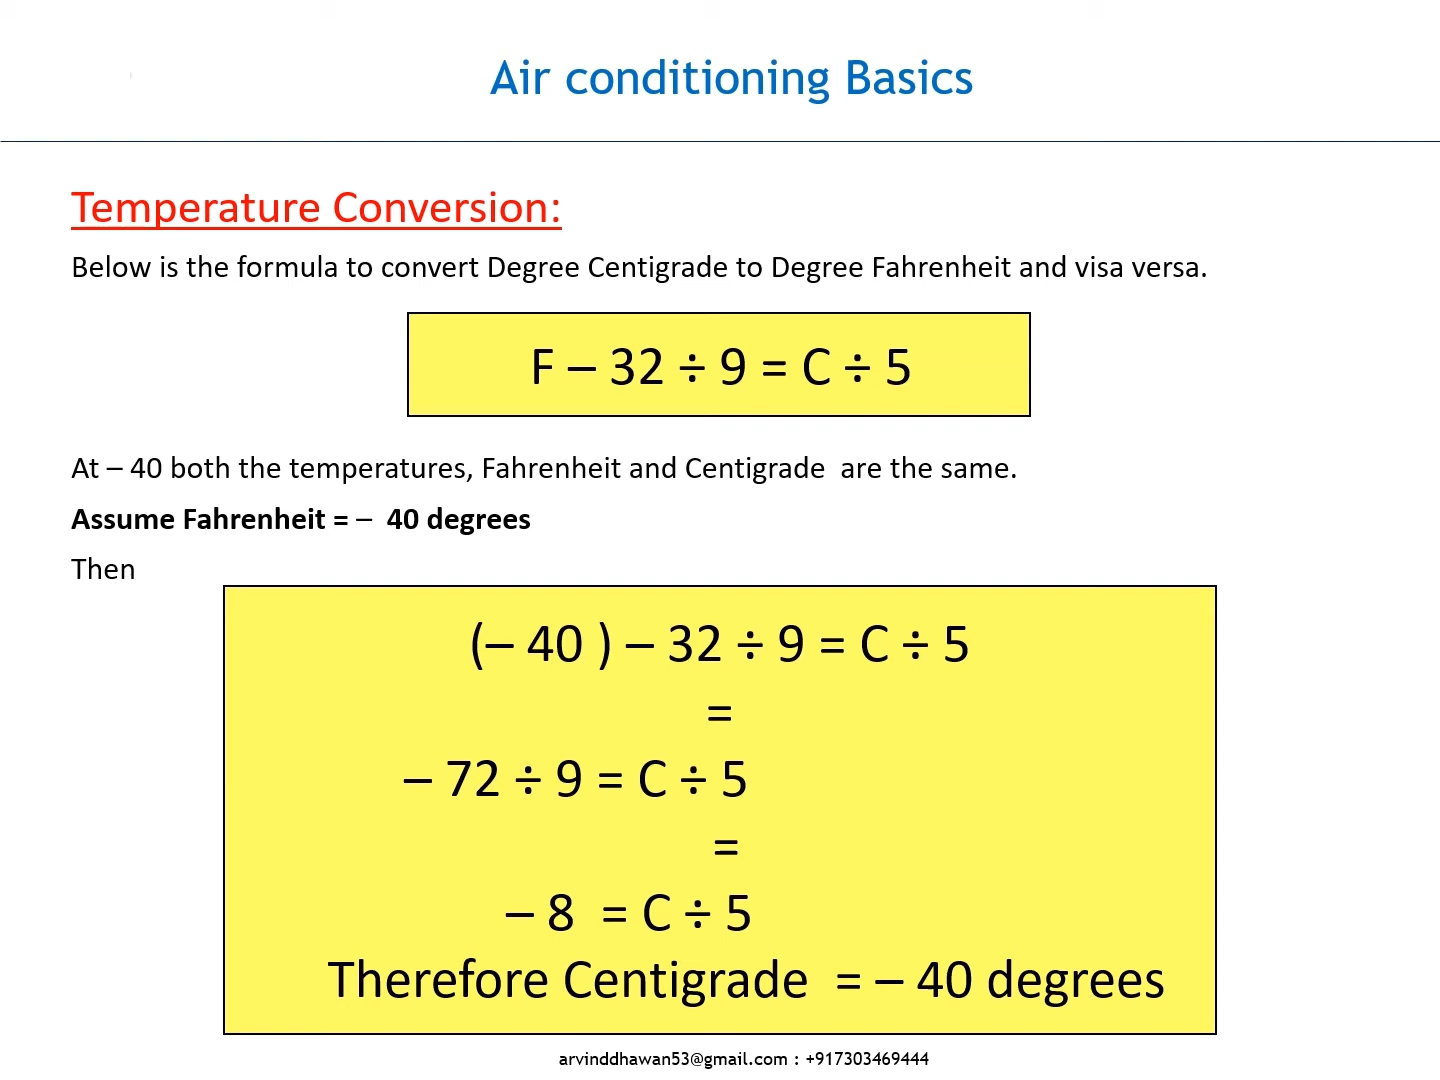 Air conditioning Basics
Temperature Conversion:
Below is the formula to convert Degree Centigrade to Degree Fahrenheit and visa versa.
F – 32 ÷ 9 = C ÷ 5
At – 40 both the temperatures, Fahrenheit and Centigrade  are the same.
Assume Fahrenheit = –  40 degrees
Then
(– 40 ) – 32 ÷ 9 = C ÷ 5
=
– 72 ÷ 9 = C ÷ 5
=
– 8  = C ÷ 5
Therefore Centigrade  = – 40 degrees
arvinddhawan53@gmail.com : +917303469444